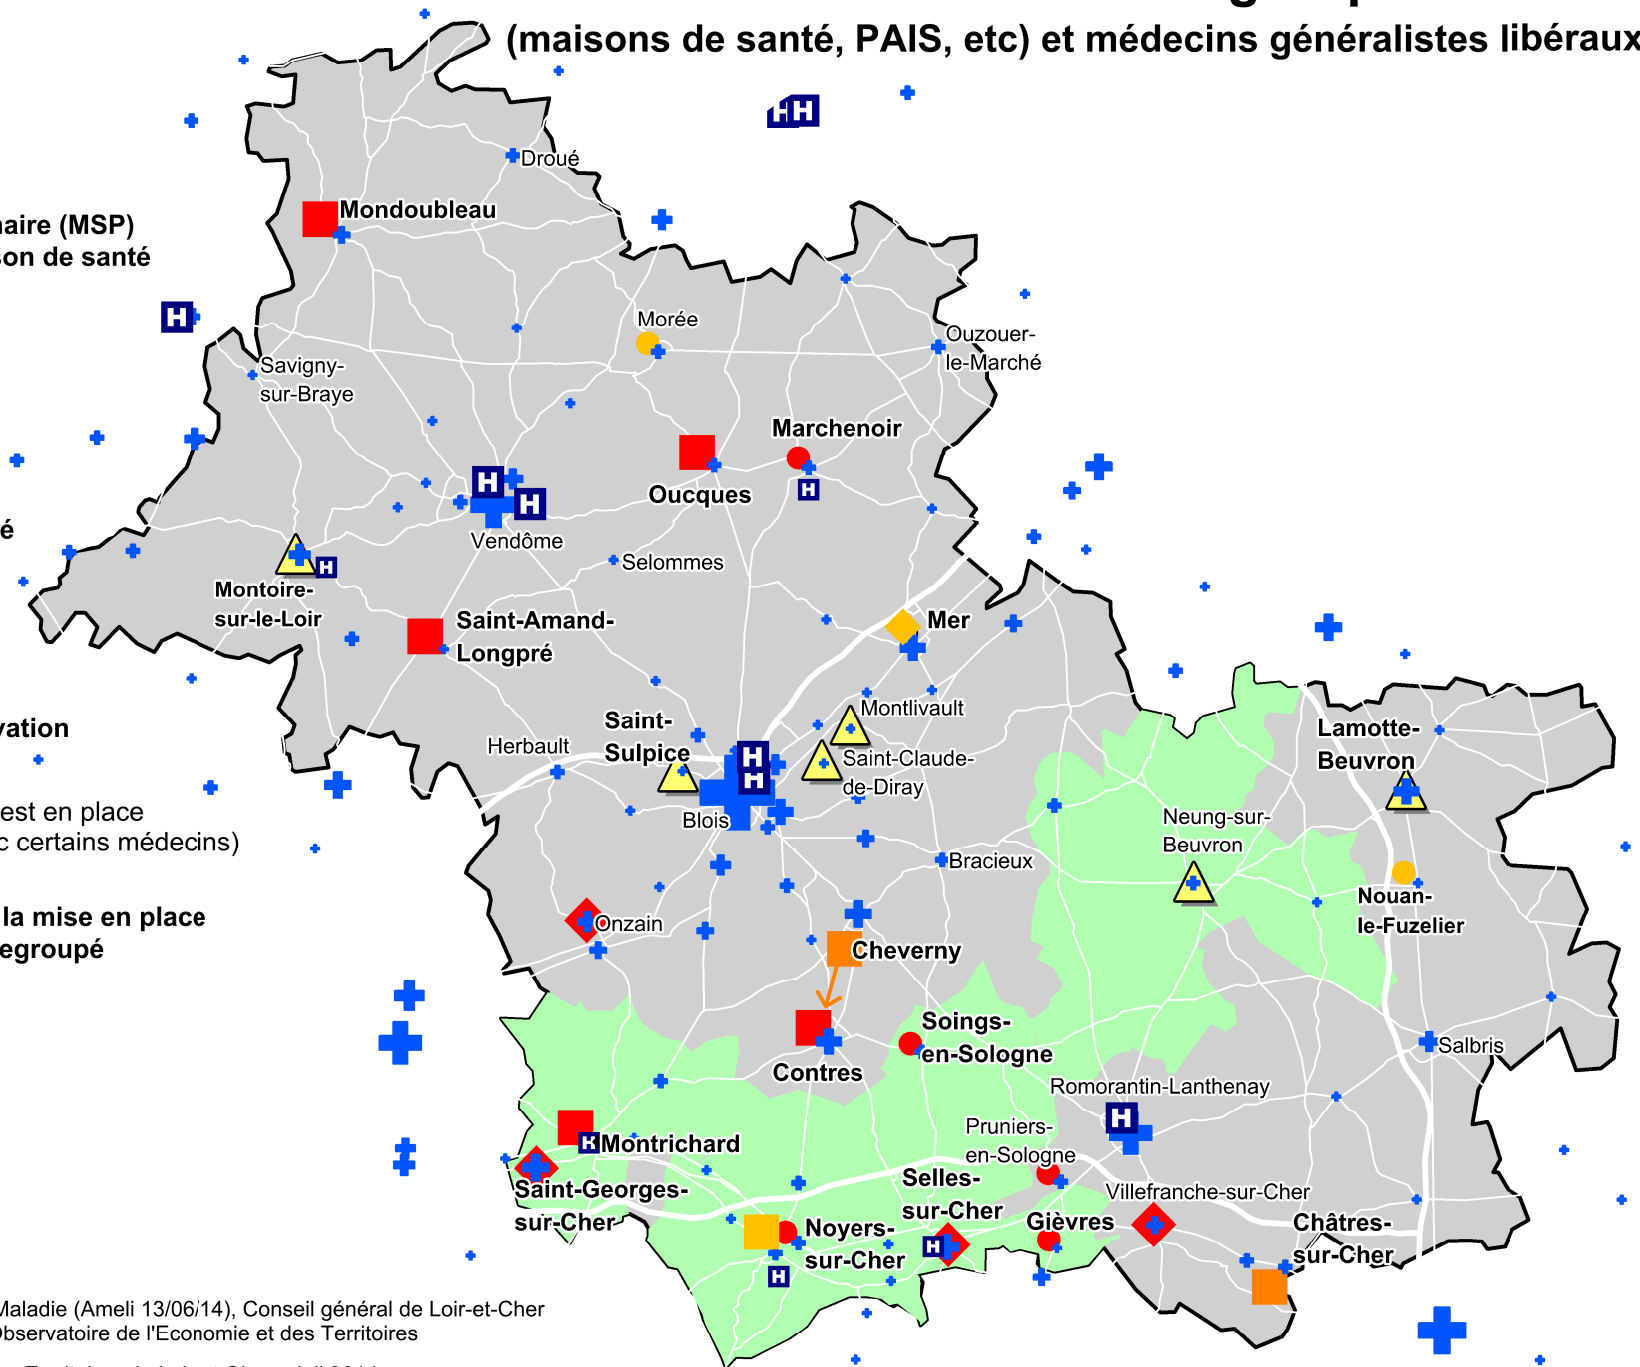 (maisons de santé, PAIS, etc) et médecins généralistes libéraux
H
H
Droué
Mondoubleau
naire (MSP)
son de santé
H
Morée
Ouzouer-
le-Marché
Savigny-
sur-Braye
Marchenoir
H
H
H
Oucques
é
Vendôme
Selommes
H
Montoire-
sur-le-Loir
Saint-Amand-
Longpré
Mer
Montlivault
Saint-
Sulpice
vation
Herbault
H
H
Saint-Claude-
de-Diray
Lamotte-
Beuvron
est en place
c certains médecins)
Blois
Neung-sur-
Beuvron
Bracieux
la mise en place
egroupé
Onzain
Nouan-
le-Fuzelier
Cheverny
Soings-
en-Sologne
Contres
Salbris
Romorantin-Lanthenay
H
Pruniers-
en-Sologne
H
Montrichard
Saint-Georges-
sur-Cher
Selles-
sur-Cher
H
Villefranche-sur-Cher
Gièvres
Noyers-
sur-Cher
H
Châtres-
sur-Cher
Maladie (Ameli 13/06/14), Conseil général de Loir-et-Cher
Observatoire de l'Economie et des Territoires